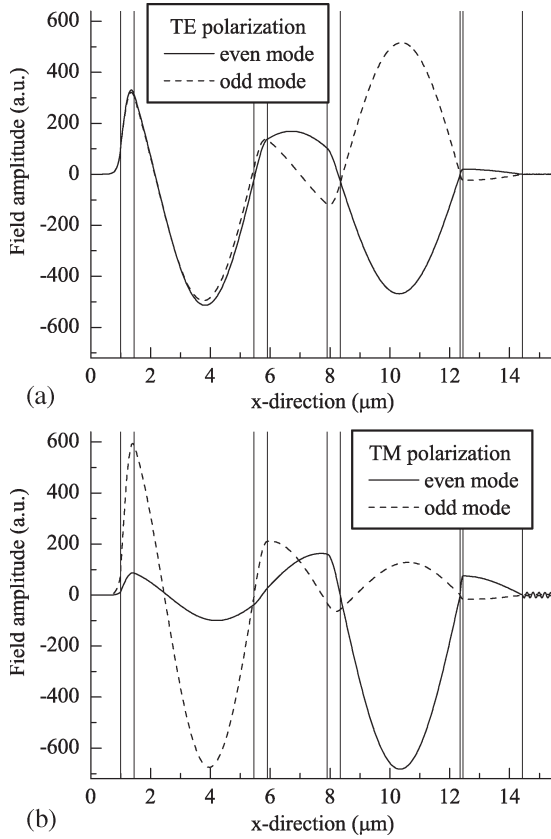 TE polarization
even mode
odd mode
600
400
200
0
-200
-400
-600
Field amplitude (a.u.)
0 2 4 6 8 10 12 14
x-direction (μm)
(a)
TM polarization
even mode
odd mode
600
400
200
0
-200
-400
-600
Field amplitude (a.u.)
0 2 4 6 8 10 12 14
x-direction (μm)
(b)